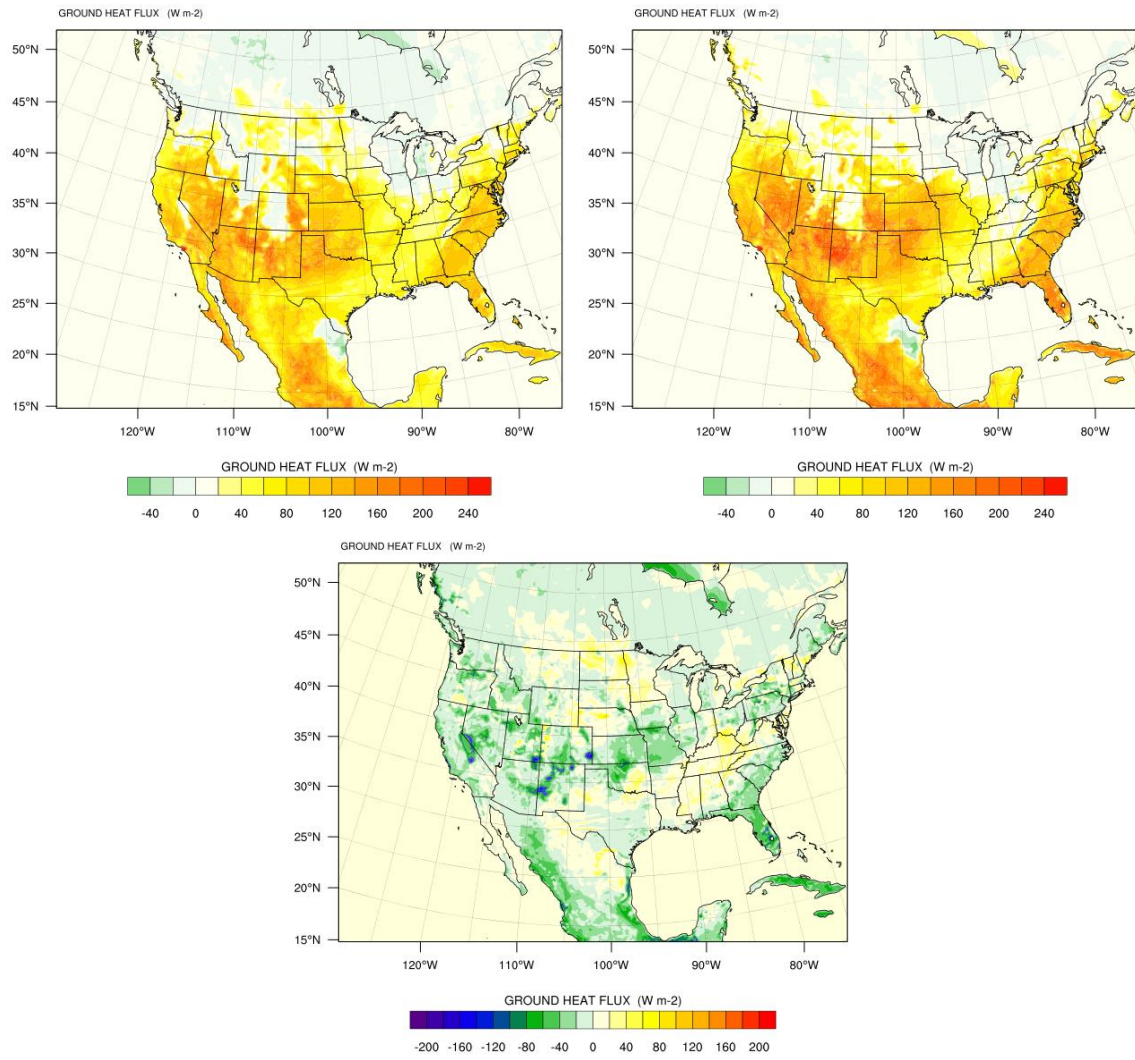 GROUND HEAT FLUX (W m-2)
50°N
45°N
40°N
35°N
30°N
25°N
20°N
15°N
120°W 110°W 100°W 90°W 80°W
GROUND HEAT FLUX (W m-2)
-40 0 40 80 120 160 200 240
GROUND HEAT FLUX (W m-2)
50°N
45°N
40°N
35°N
30°N
25°N
20°N
15°N
120°W 110°W 100°W 90°W 80°W
GROUND HEAT FLUX (W m-2)
-40 0 40 80 120 160 200 240
GROUND HEAT FLUX (W m-2)
50°N
45°N
40°N
35°N
30°N
25°N
20°N
15°N
120°W 110°W 100°W 90°W 80°W
GROUND HEAT FLUX (W m-2)
-200 -160 -120 -80 -40 0 40 80 120 160 200